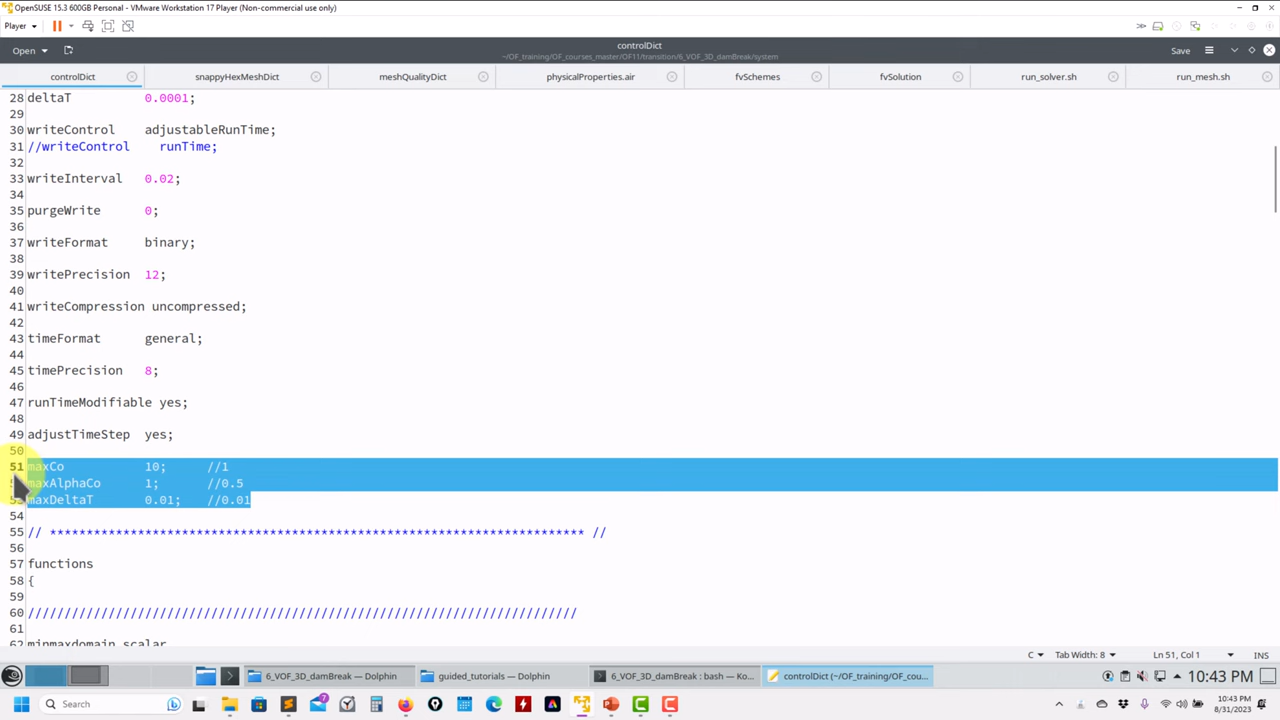 OpenSUSE 15.3 600GB Personal - VMware Workstation 17 Player (Non-commercial use only)
Player
Open
controlDict
~/OF_training/OF_courses_master/OF11/transition/6_VOF_3D_damBreak/system
Save
controlDict snappyHexMeshDict meshQualityDict physicalProperties.air fvSchemes fvSolution run_solver.sh run_mesh.sh
28 deltaT 0.0001;
29
30 writeControl adjustableRunTime;
31 //writeControl runTime;
32
33 writeInterval 0.02;
34
35 purgeWrite 0;
36
37 writeFormat binary;
38
39 writePrecision 12;
40
41 writeCompression uncompressed;
42
43 timeFormat general;
44
45 timePrecision 8;
46
47 runTimeModifiable yes;
48
49 adjustTimeStep yes;
50
51 maxCo 10; //1
maxAlphaCo 1; //0.5
maxDeltaT 0.01; //0.01
54
55 // ************************************************************************* //
56
57 functions
58 {
59
60 ///////////////////////////////////////////////////////////////////////////
61
62 minmaxdomain_scalar
C Tab Width: 8 Ln 51, Col 1 INS
6_VOF_3D_damBreak — Dolphin guided_tutorials — Dolphin 6_VOF_3D_damBreak : bash — Ko... controlDict (~/OF_training/OF_cou... 10:43 PM
Search
7
10:43 PM
8/31/2023